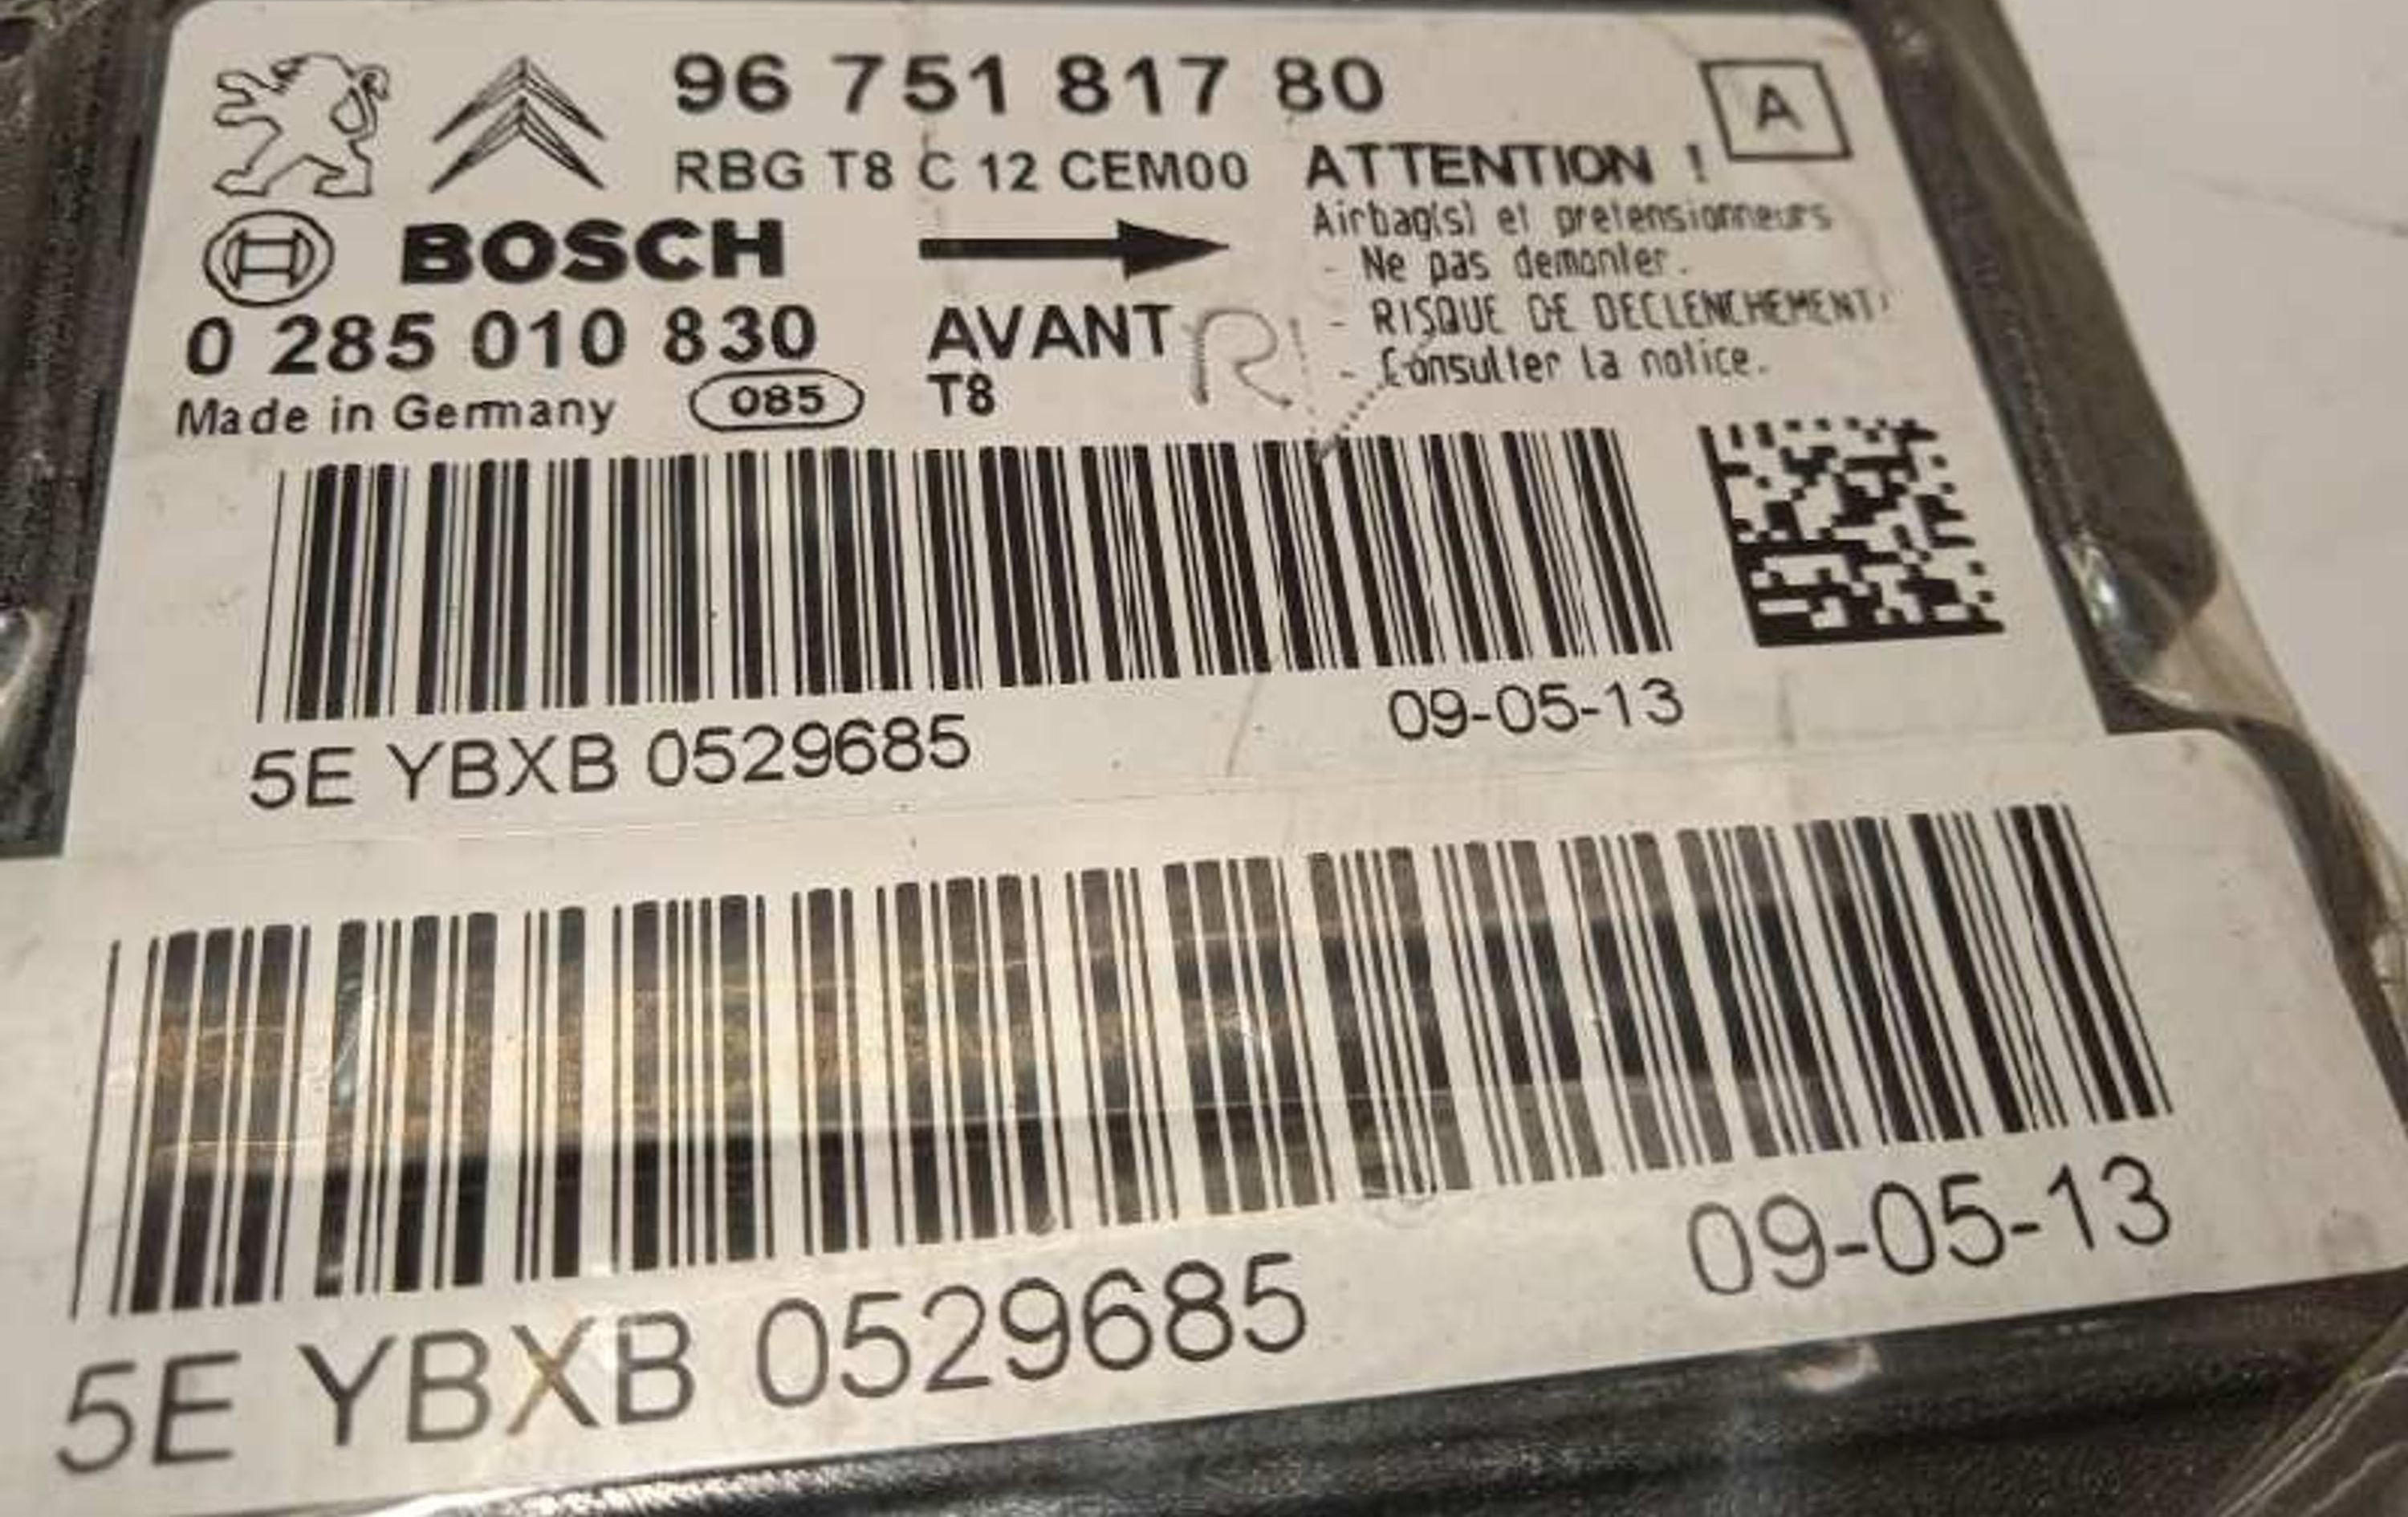 96 751 817 80
A
RBG T8 C 12 CEM00
ATTENTION !
Airbag(s) et pretensionneurs
- Ne pas demonter.
- RISQUE DE DECLENCHEMENT!
- Consulter la notice.
BOSCH
0 285 010 830
AVANT
R
Made in Germany
085
T8
5E YBXB 0529685
09-05-13
5E YBXB 0529685
09-05-13